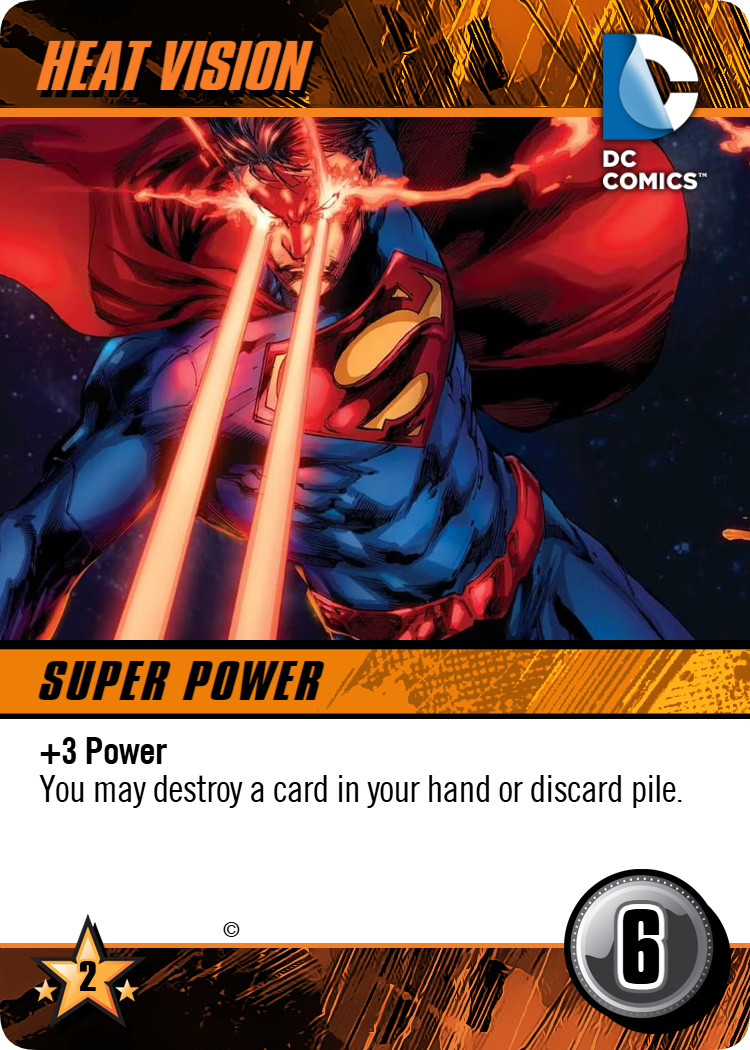 HEAT VISION
DC
COMICS™
SUPER POWER
+3 Power
You may destroy a card in your hand or discard pile.
©
2
6